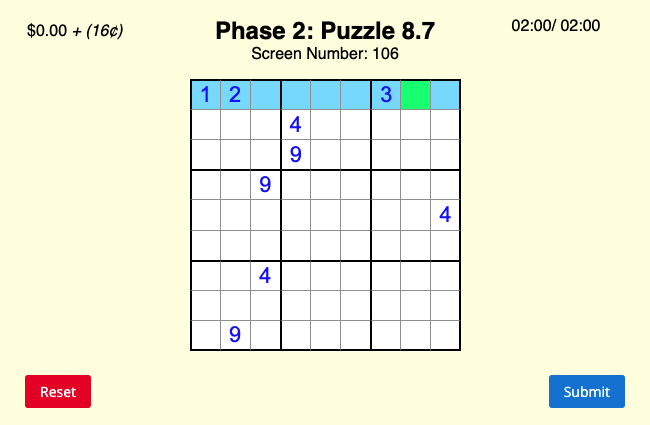 $0.00 + (16¢)
Phase 2: Puzzle 8.7
02:00/ 02:00
Screen Number: 106
1 2 3
4
9
9
4
4
9
Reset
Submit